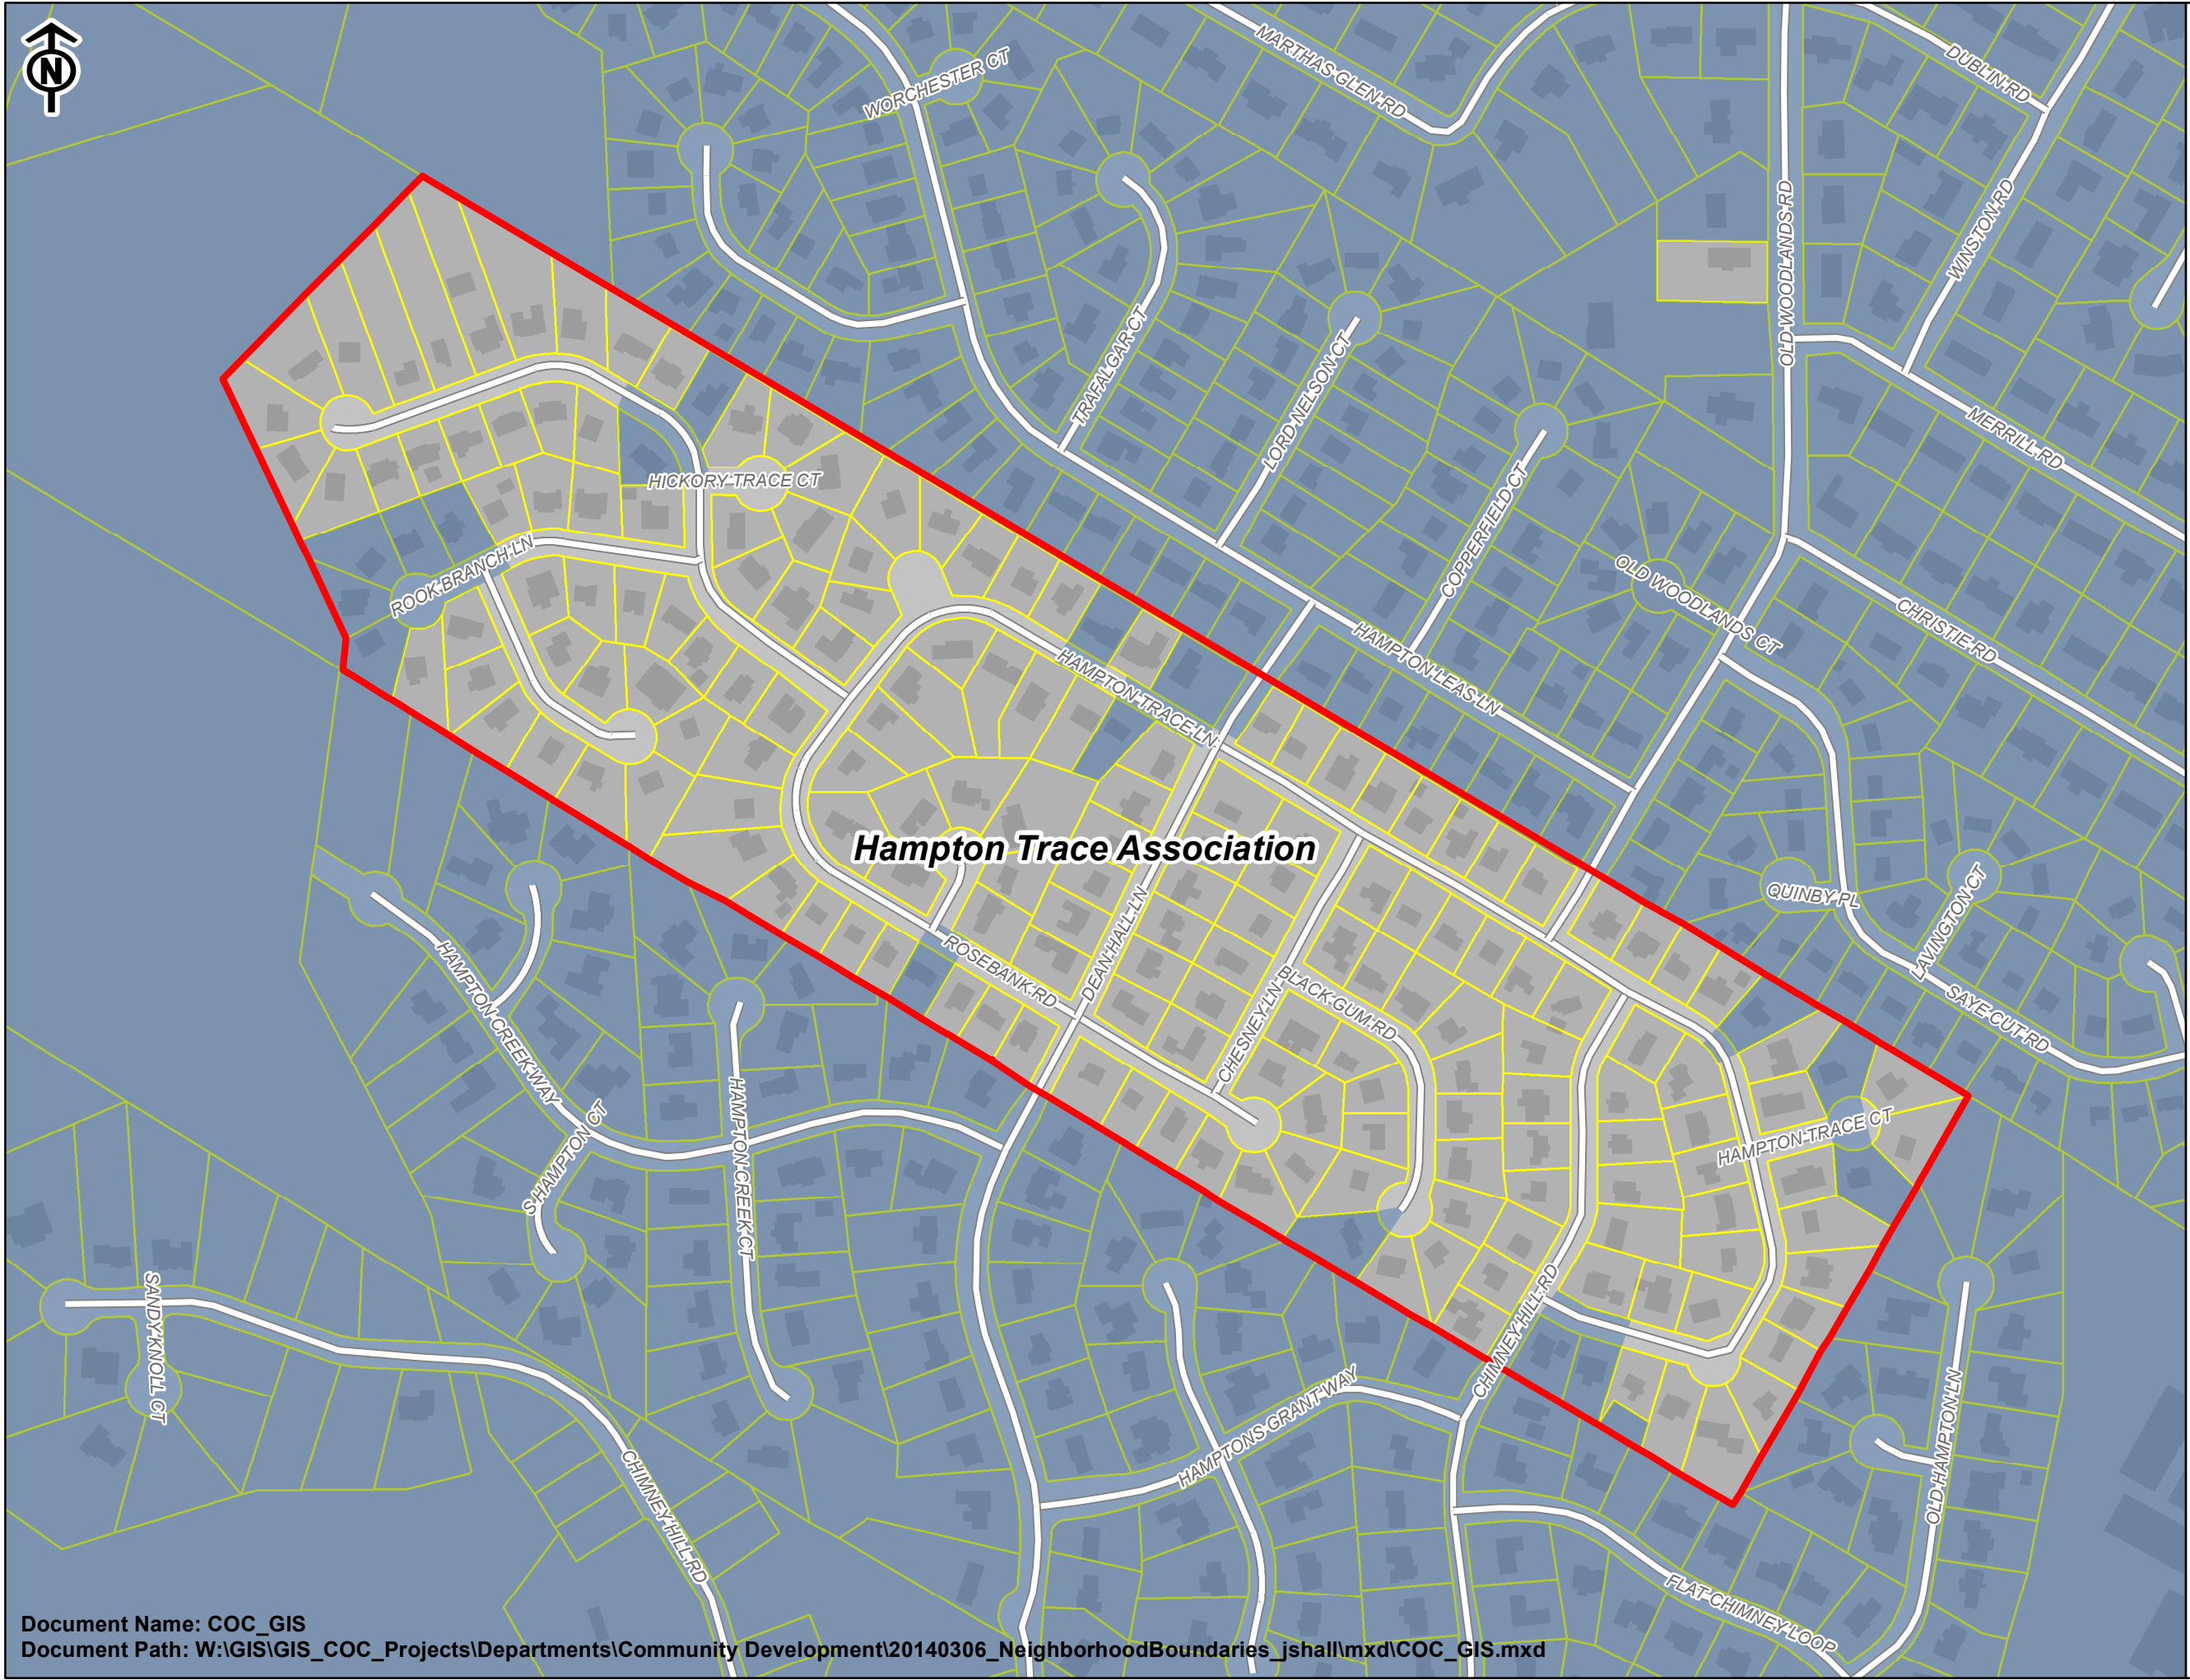 N
WORCHESTER CT
MARTHAS GLEN RD
DUBLIN RD
WINSTON RD
OLD WOODLANDS RD
TRAFALGAR CT
LORD NELSON CT
MERRILL RD
HICKORY TRACE CT
COPPERFIELD CT
ROOK BRANCH LN
OLD WOODLANDS CT
CHRISTIE RD
HAMPTON LEAS LN
HAMPTON TRACE LN
Hampton Trace Association
QUINBY PL
LAVINGTON CT
DEAN HALL LN
ROSEBANK RD
BLACK GUM RD
CHESNEY LN
SAYE CUT RD
HAMPTON CREEK WAY
HAMPTON CREEK CT
S HAMPTON CT
HAMPTON TRACE CT
SANDY KNOLL CT
CHIMNEY HILL RD
HAMPTONS GRANT WAY
OLD HAMPTON LN
CHIMNEY HILL RD
FLAT CHIMNEY LOOP
Document Name: COC_GIS
Document Path: W:\GIS\GIS_COC_Projects\Departments\Community Development\20140306_NeighborhoodBoundaries_jshall\mxd\COC_GIS.mxd